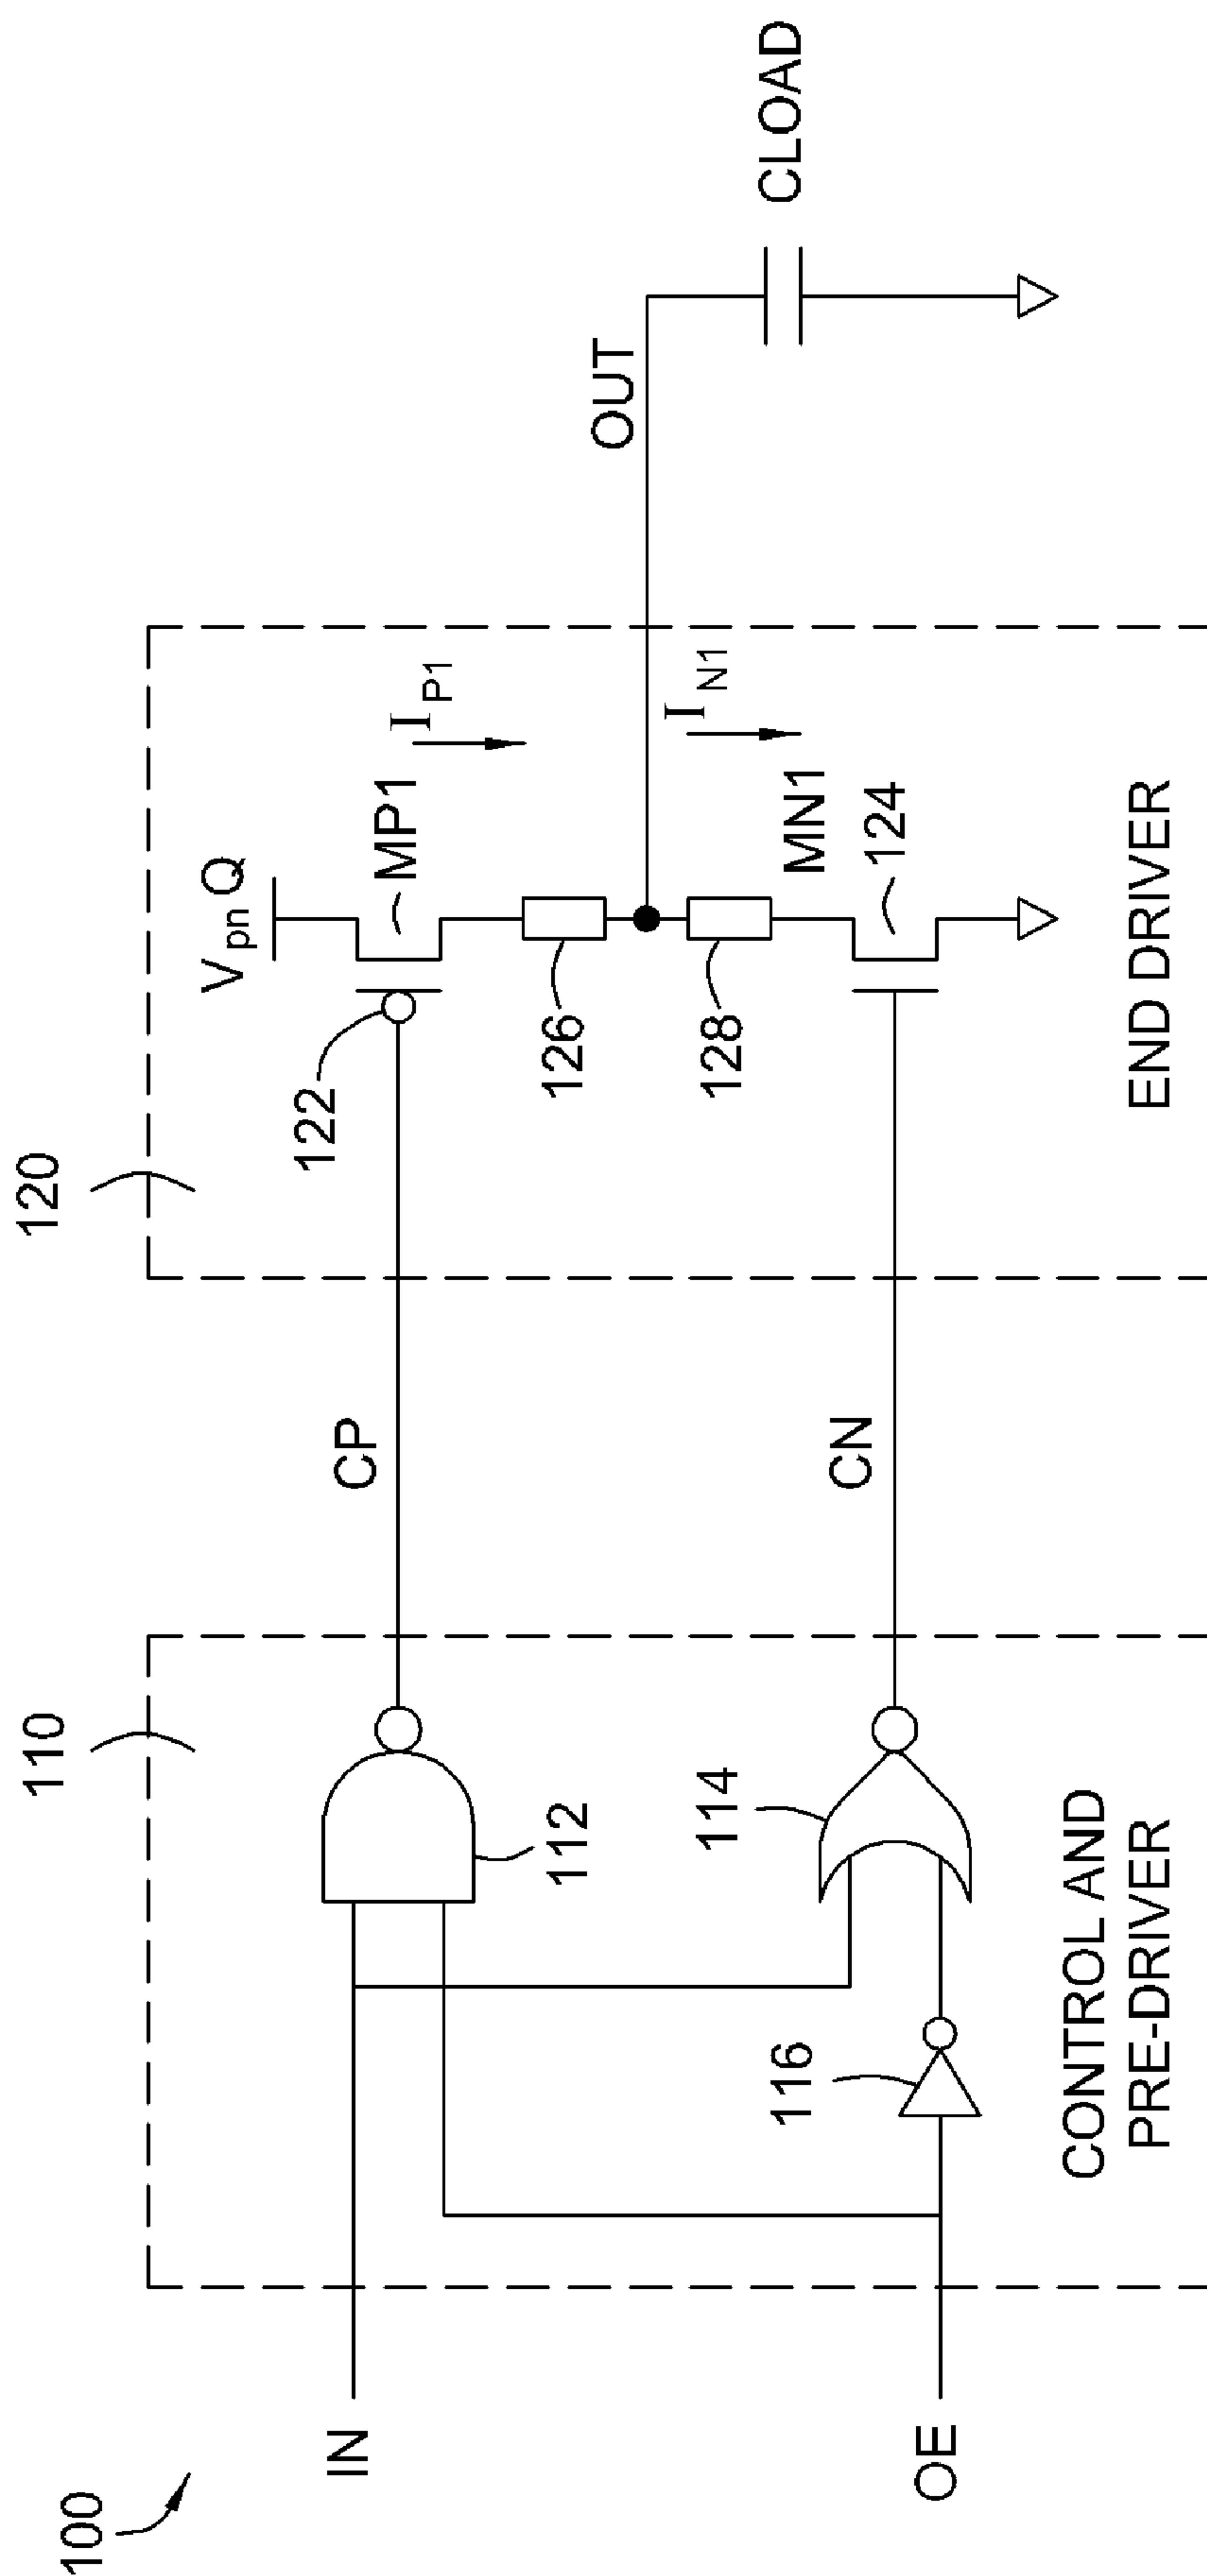 100
110
120
IN
OE
112
114
116
CONTROL AND
PRE-DRIVER
CP
CN
122
V pn Q
MP1
I P1
126
128
I N1
MN1
124
END DRIVER
OUT
CLOAD